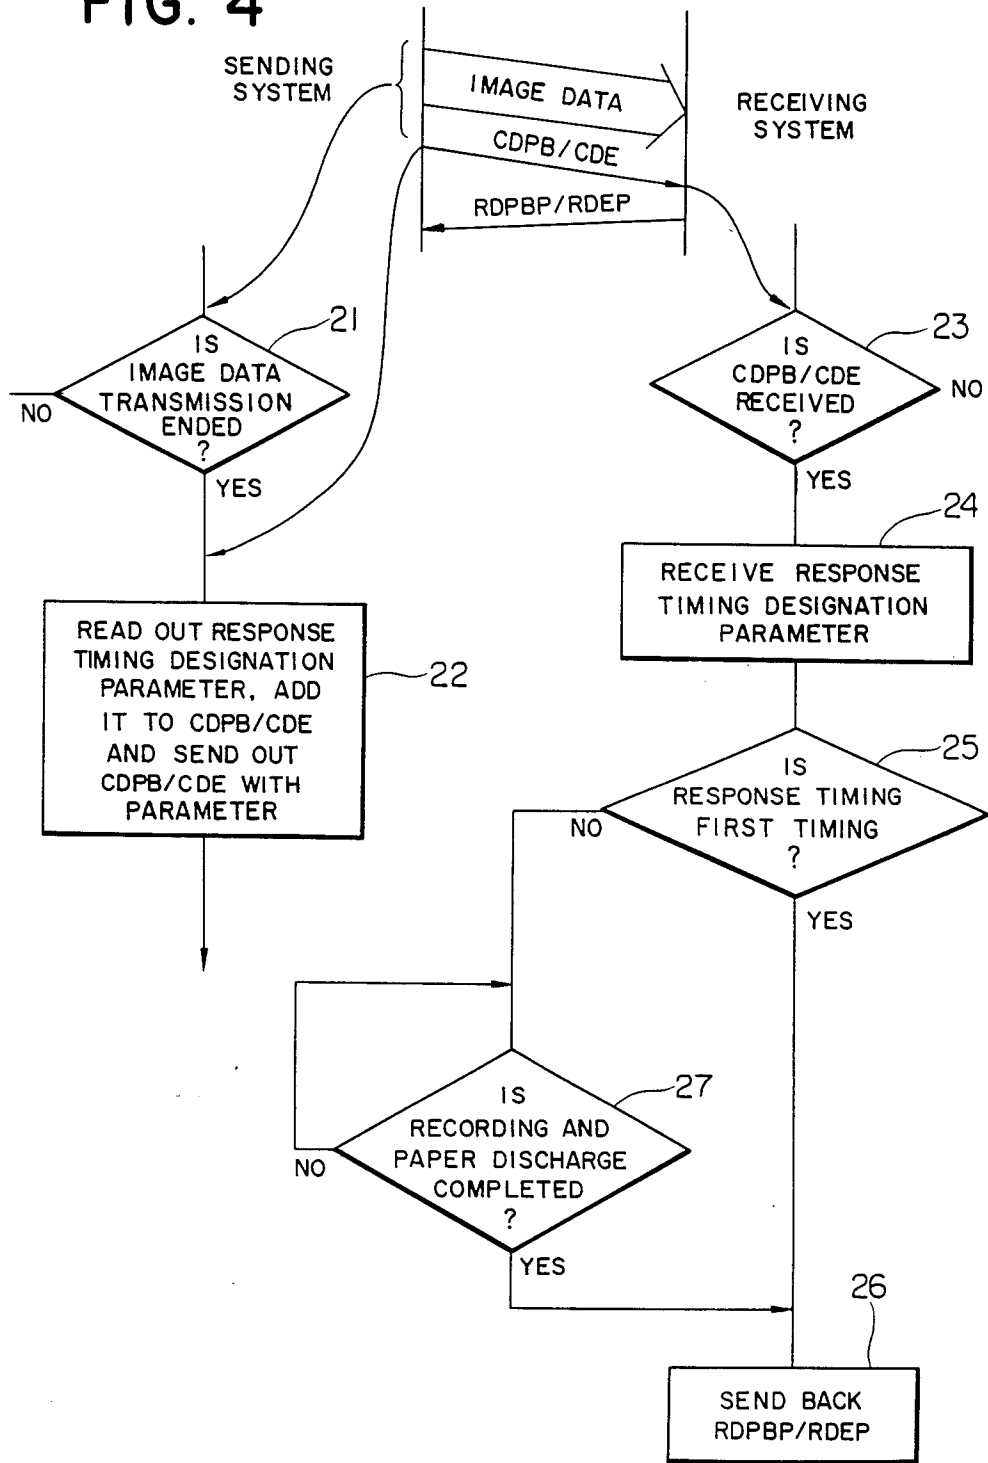 FIG. 4
SENDING
SYSTEM
IMAGE DATA
CDPB/CDE
RDPBP/RDEP
RECEIVING
SYSTEM
21
IS
IMAGE DATA
TRANSMISSION
ENDED
?
NO
YES
READ OUT RESPONSE
TIMING DESIGNATION
PARAMETER, ADD
IT TO CDPB/CDE
AND SEND OUT
CDPB/CDE WITH
PARAMETER
22
23
IS
CDPB/CDE
RECEIVED
?
NO
YES
24
RECEIVE RESPONSE
TIMING DESIGNATION
PARAMETER
25
IS
RESPONSE TIMING
FIRST TIMING
?
NO
YES
27
IS
RECORDING AND
PAPER DISCHARGE
COMPLETED
?
NO
YES
26
SEND BACK
RDPBP/RDEP